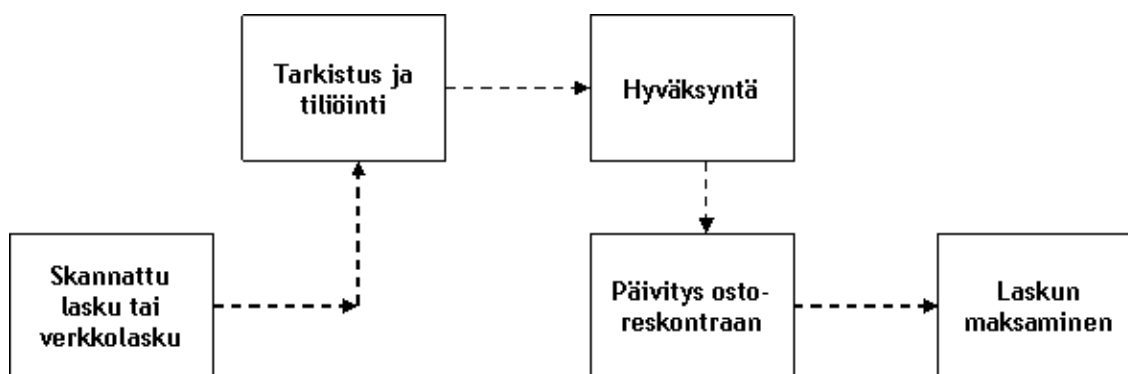 Tarkistus ja
tiliöinti
Hyväksyntä
Skannattu
lasku tai
verkkolasku
Päivitys osto-
reskontraan
Laskun
maksaminen